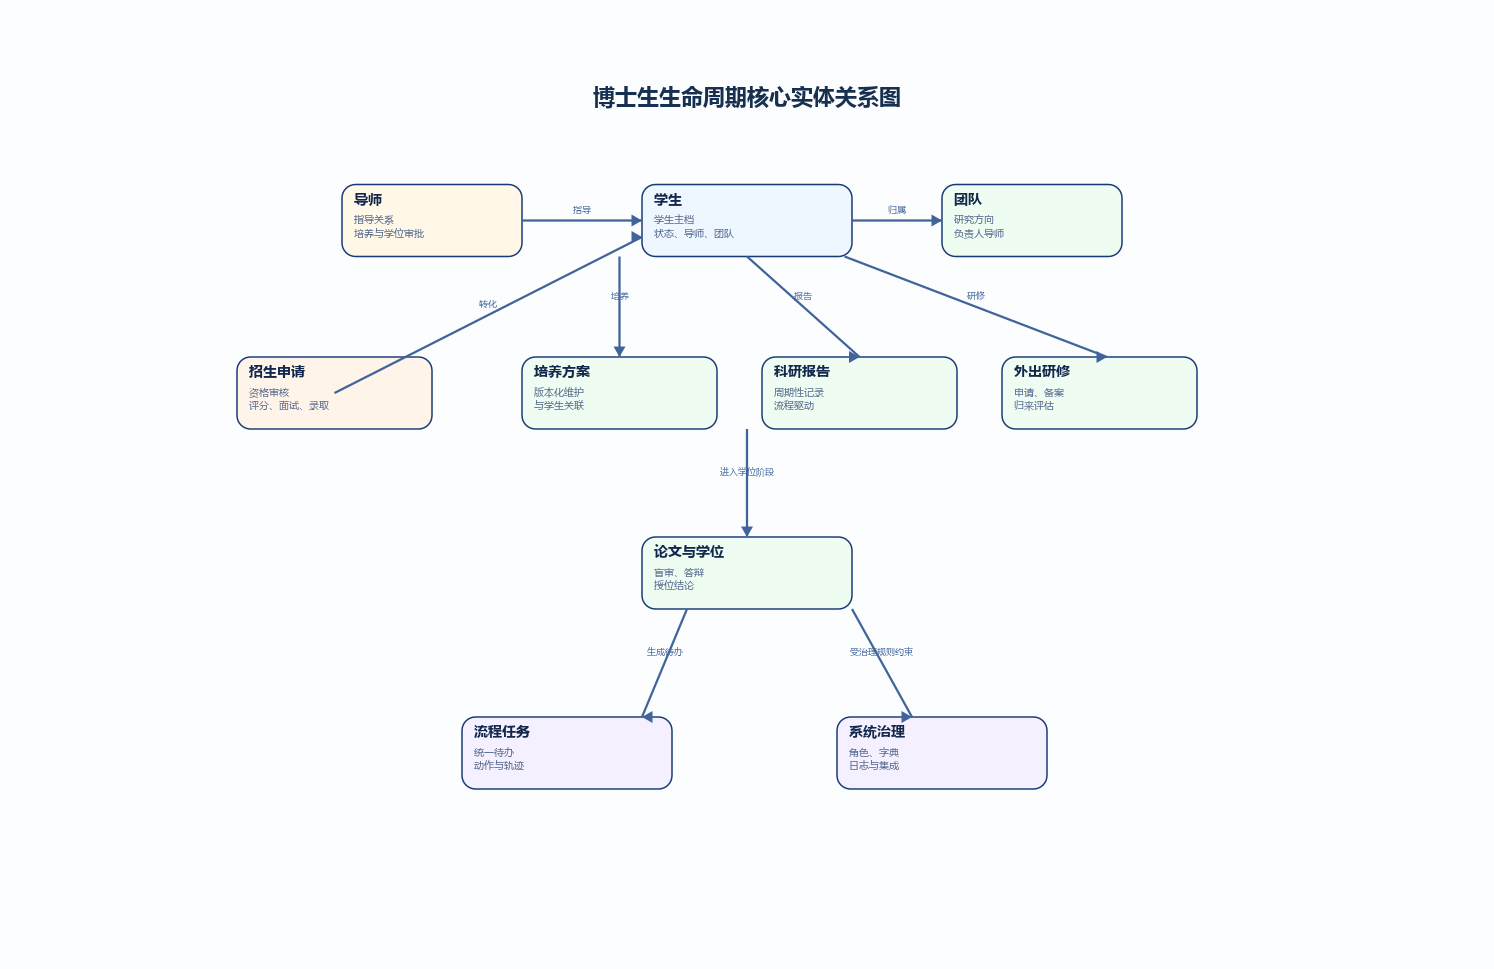 博士生生命周期核心实体关系图
导师
指导关系
培养与学位审批
指导
学生
学生主档
状态、导师、团队
归属
团队
研究方向
负责人导师
转化
培养
报告
研修
招生申请
资格审核
评分、面试、录取
培养方案
版本化维护
与学生关联
科研报告
周期性记录
流程驱动
外出研修
申请、备案
归来评估
进入学位阶段
论文与学位
盲审、答辩
授位结论
生成待办
受治理规则约束
流程任务
统一待办
动作与轨迹
系统治理
角色、字典
日志与集成